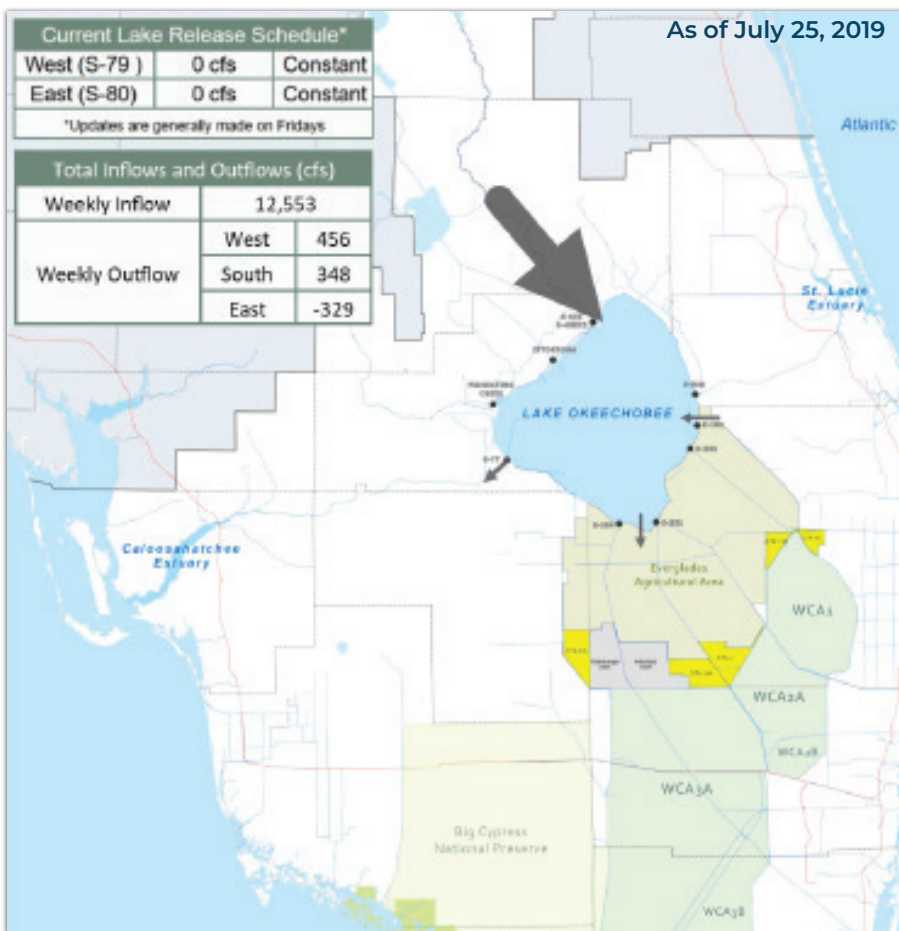 As of July 25, 2019
Current Lake Release Schedule*
West (S-79 ) 0 cfs Constant
East (S-80) 0 cfs Constant
*Updates are generally made on Fridays
Total Inflows and Outflows (cfs)
Weekly Inflow 12,553
Weekly Outflow
West 456
South 348
East -329
Atlantic
St. Lucie
Estuary
LAKE OKEECHOBEE
S-77
Caloosahatchee
Estuary
Everglades
Agricultural Area
WCA1
WCA2A
WCA2B
WCA3A
Big Cypress
National Preserve
WCA3B